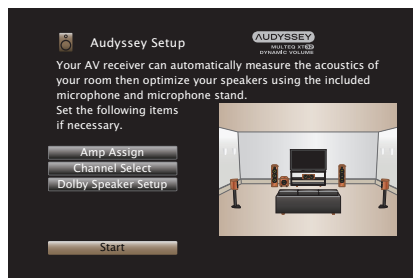 Audyssey Setup
AUDYSSEY
MULTEQ XT32
DYNAMIC VOLUME
Your AV receiver can automatically measure the acoustics of
your room then optimize your speakers using the included
microphone and microphone stand.
Set the following items
if necessary.
Amp Assign
Channel Select
Dolby Speaker Setup
Start